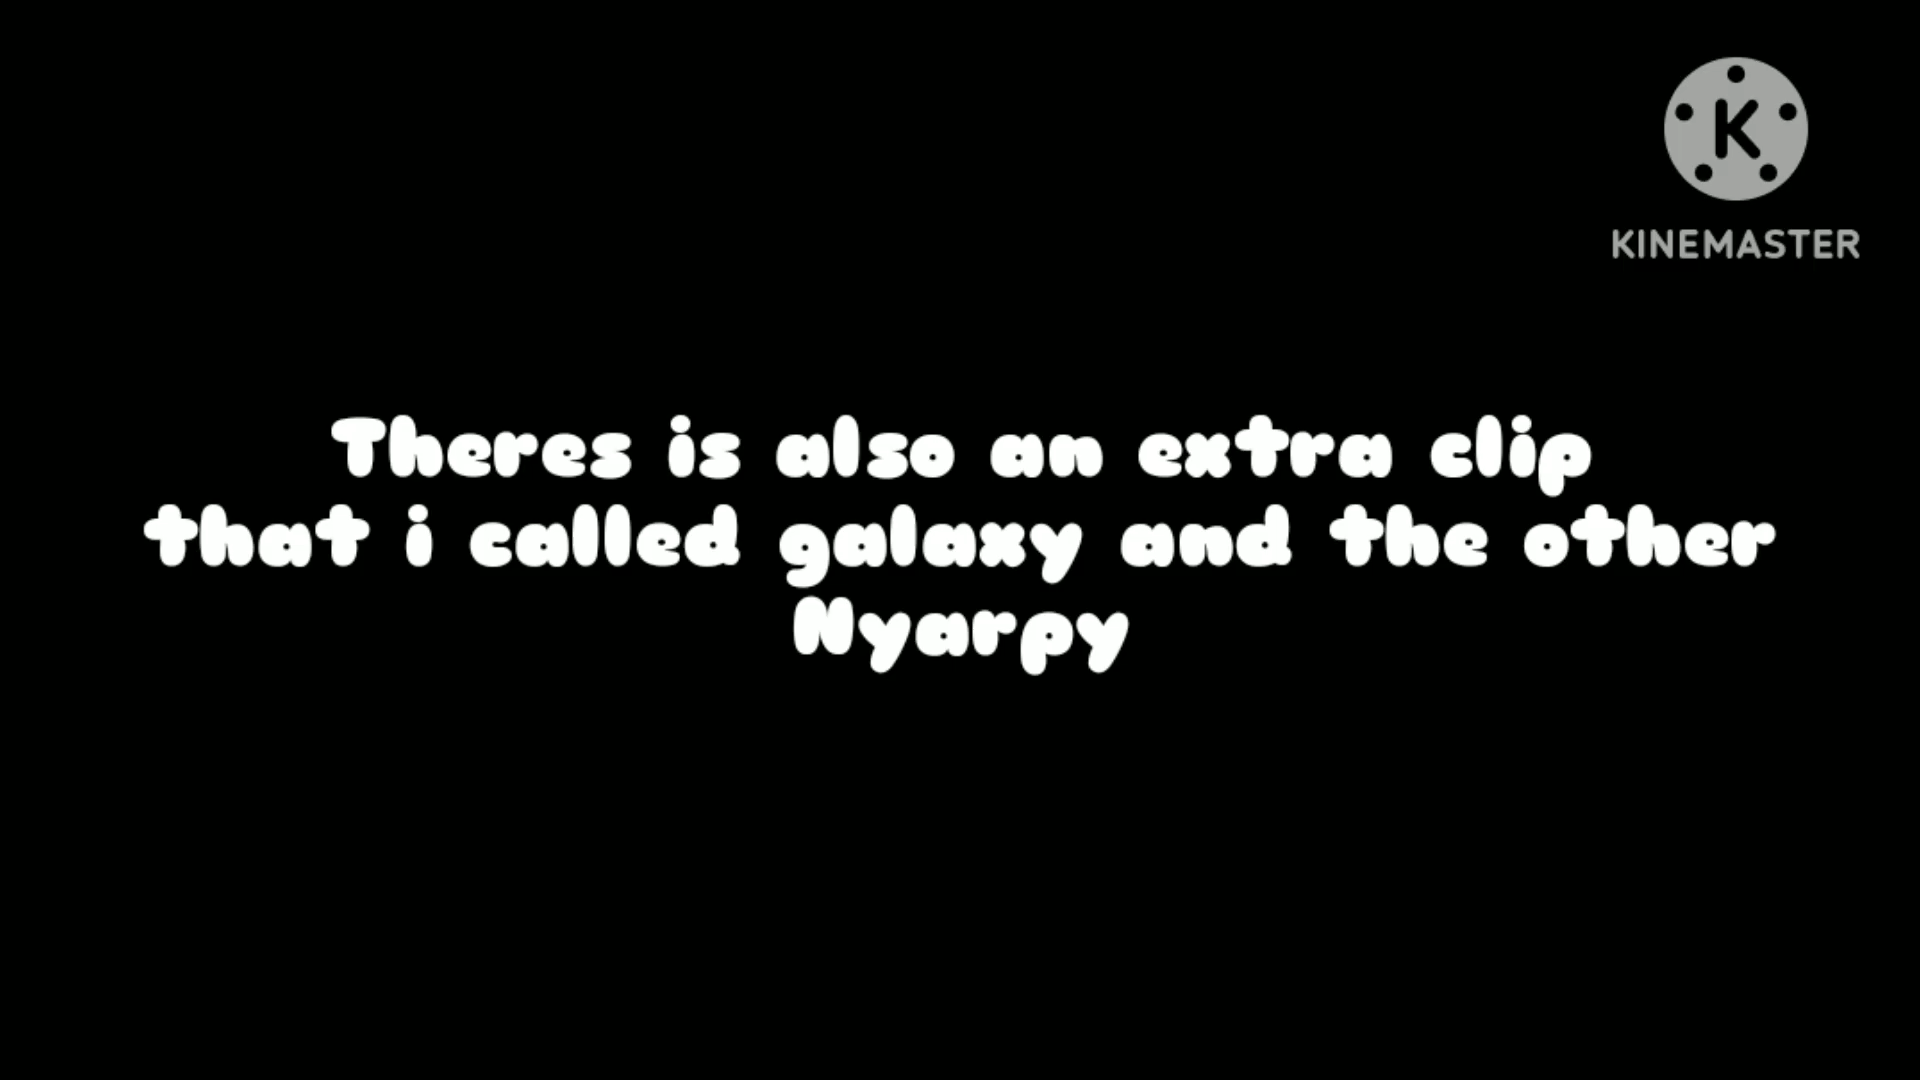 K
KINEMASTER
Theres is also an extra clip
that i called galaxy and the other
Nyarpy